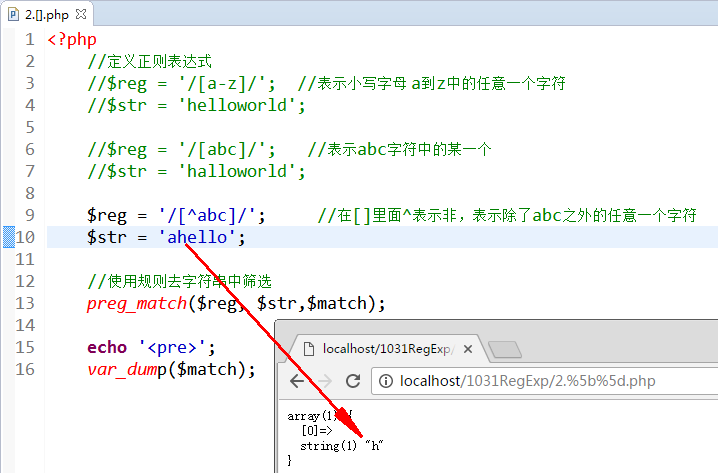 2.[].php
1 <?php
2 //定义正则表达式
3 //$reg = '/[a-z]/'; //表示小写字母 a到z中的任意一个字符
4 //$str = 'helloworld';
5
6 //$reg = '/[abc]/'; //表示abc字符中的某一个
7 //$str = 'halloworld';
8
9 $reg = '/[^abc]/'; //在[]里面^表示非，表示除了abc之外的任意一个字符
10 $str = 'ahello';
11
12 //使用规则去字符串中筛选
13 preg_match($reg, $str,$match);
14
15 echo '<pre>';
16 var_dump($match);
localhost/1031RegExp/
localhost/1031RegExp/2.%5b%5d.php
array(1) {
[0]=>
string(1) "h"
}